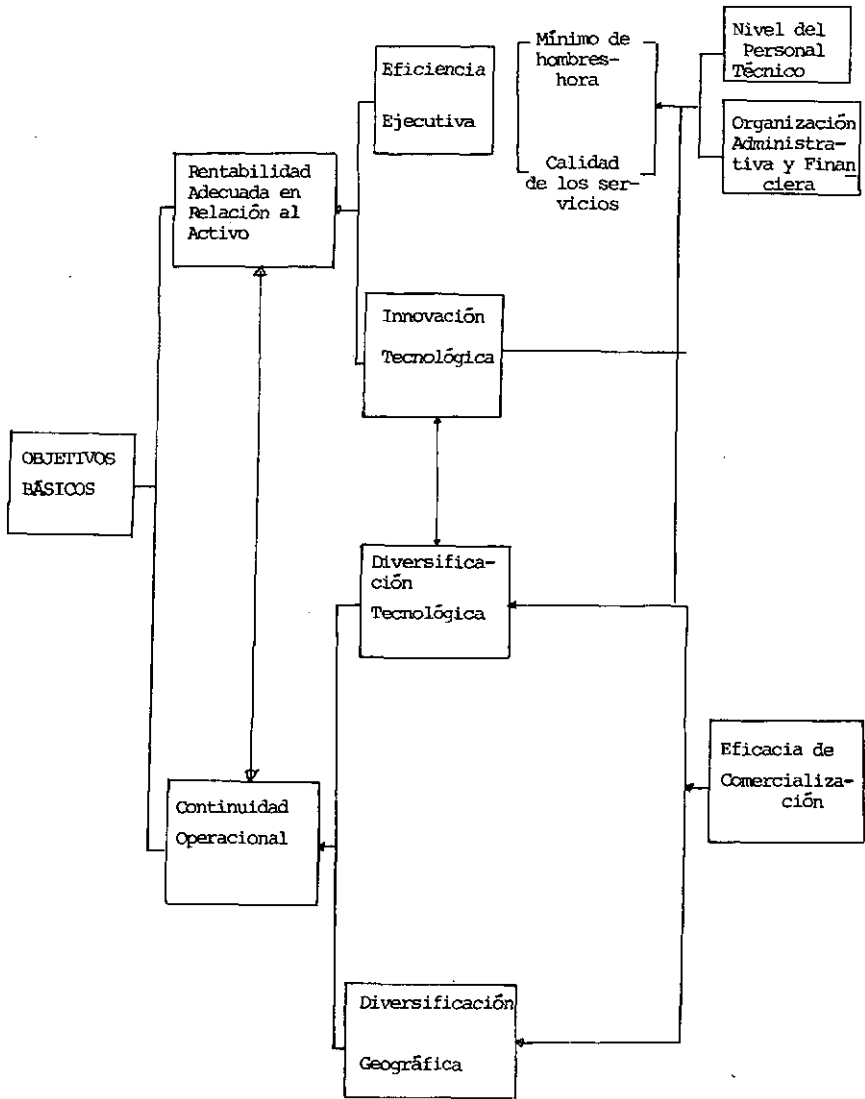 Eficiencia
Ejecutiva
Mínimo de
hombres-
hora
Calidad
de los ser-
vicios
Nivel del
Personal
Técnico
Organización
Administra-
tiva y Finan
ciera
Rentabilidad
Adecuada en
Relación al
Activo
Innovación
Tecnológica
OBJETIVOS
BÁSICOS
Diversifica-
ción
Tecnológica
Eficacia de
Comercializa-
ción
Continuidad
Operacional
Diversificación
Geográfica